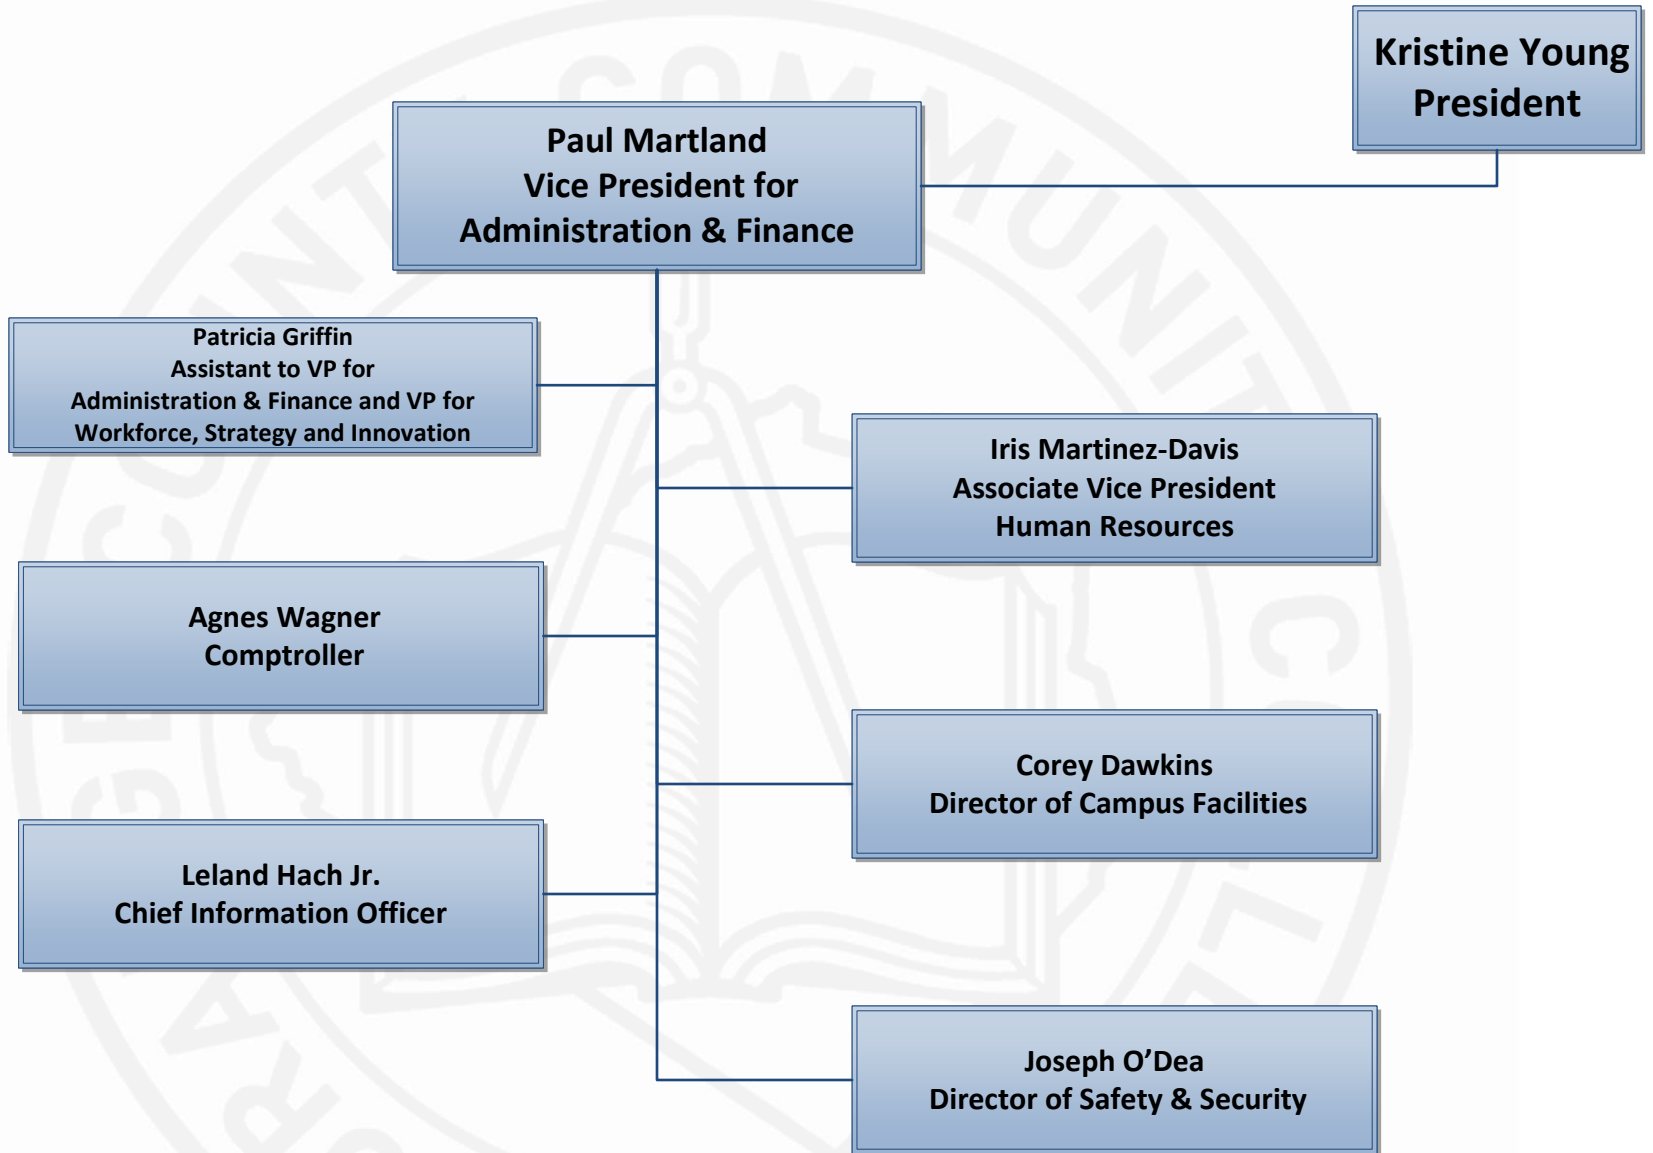 Kristine Young
President
Paul Martland
Vice President for
Administration & Finance
Patricia Griffin
Assistant to VP for
Administration & Finance and VP for
Workforce, Strategy and Innovation
Iris Martinez-Davis
Associate Vice President
Human Resources
Agnes Wagner
Comptroller
Corey Dawkins
Director of Campus Facilities
Leland Hach Jr.
Chief Information Officer
Joseph O’Dea
Director of Safety & Security